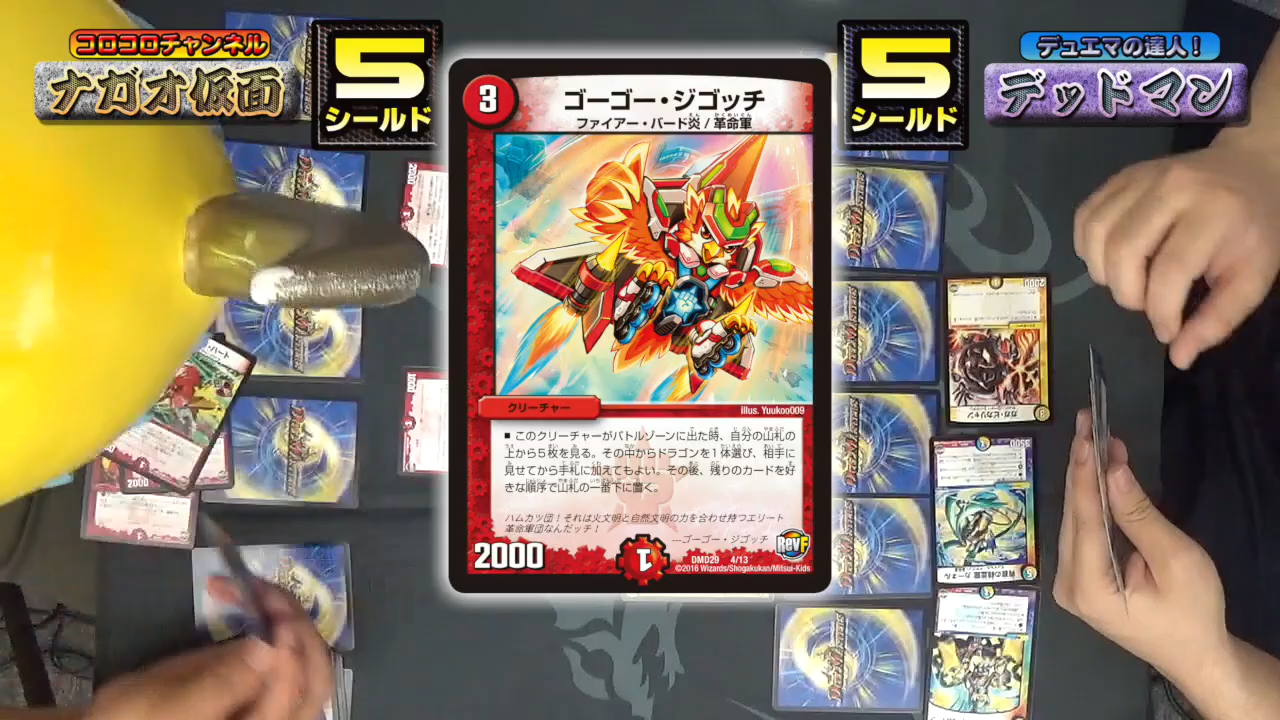 コロコロチャンネル
ナガオ仮面
5
シールド
5
シールド
デュエマの達人！
デッドマン
3
ゴーゴー・ジゴッチ
ファイアー・バード炎 / 革命軍
クリーチャー
illus. Yuukoo009
■ このクリーチャーがバトルゾーンに出た時、自分の山札の
上から5枚を見る。その中からドラゴンを1体選び、相手に
見せてから手札に加えてもよい。その後、残りのカードを好
きな順序で山札の一番下に置く。
ハムカツ団！それは火文明と自然文明の力を合わせ持つエリート
革命軍団なんだッチ！
---ゴーゴー・ジゴッチ
2000
1
RevF
DMD29 4/13
©2016 Wizards/Shogakukan/Mitsui-Kids
2000
1000
2000
2000
3500